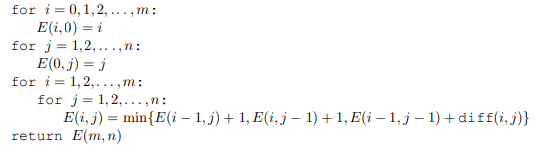 for i = 0,1,2,...,m:
E(i,0) = i
for j = 1,2,...,n:
E(0,j) = j
for i = 1,2,...,m:
for j = 1,2,...,n:
E(i,j) = min{E(i − 1,j) + 1,E(i,j − 1) + 1,E(i − 1,j − 1) + diff(i,j)}
return E(m,n)